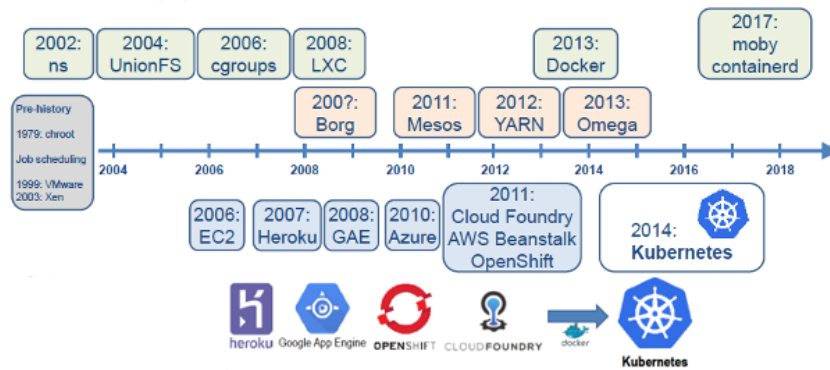 2002:
ns
2004:
UnionFS
2006:
cgroups
2008:
LXC
2013:
Docker
2017:
moby
containerd
Pre-history
1979: chroot
Job scheduling
1999: VMware
2003: Xen
200?:
Borg
2011:
Mesos
2012:
YARN
2013:
Omega
2004
2006
2008
2010
2012
2014
2016
2018
2006:
EC2
2007:
Heroku
2008:
GAE
2010:
Azure
2011:
Cloud Foundry
AWS Beanstalk
OpenShift
2014:
Kubernetes
heroku
Google App Engine
OPENSHIFT
CLOUDFOUNDRY
docker
Kubernetes